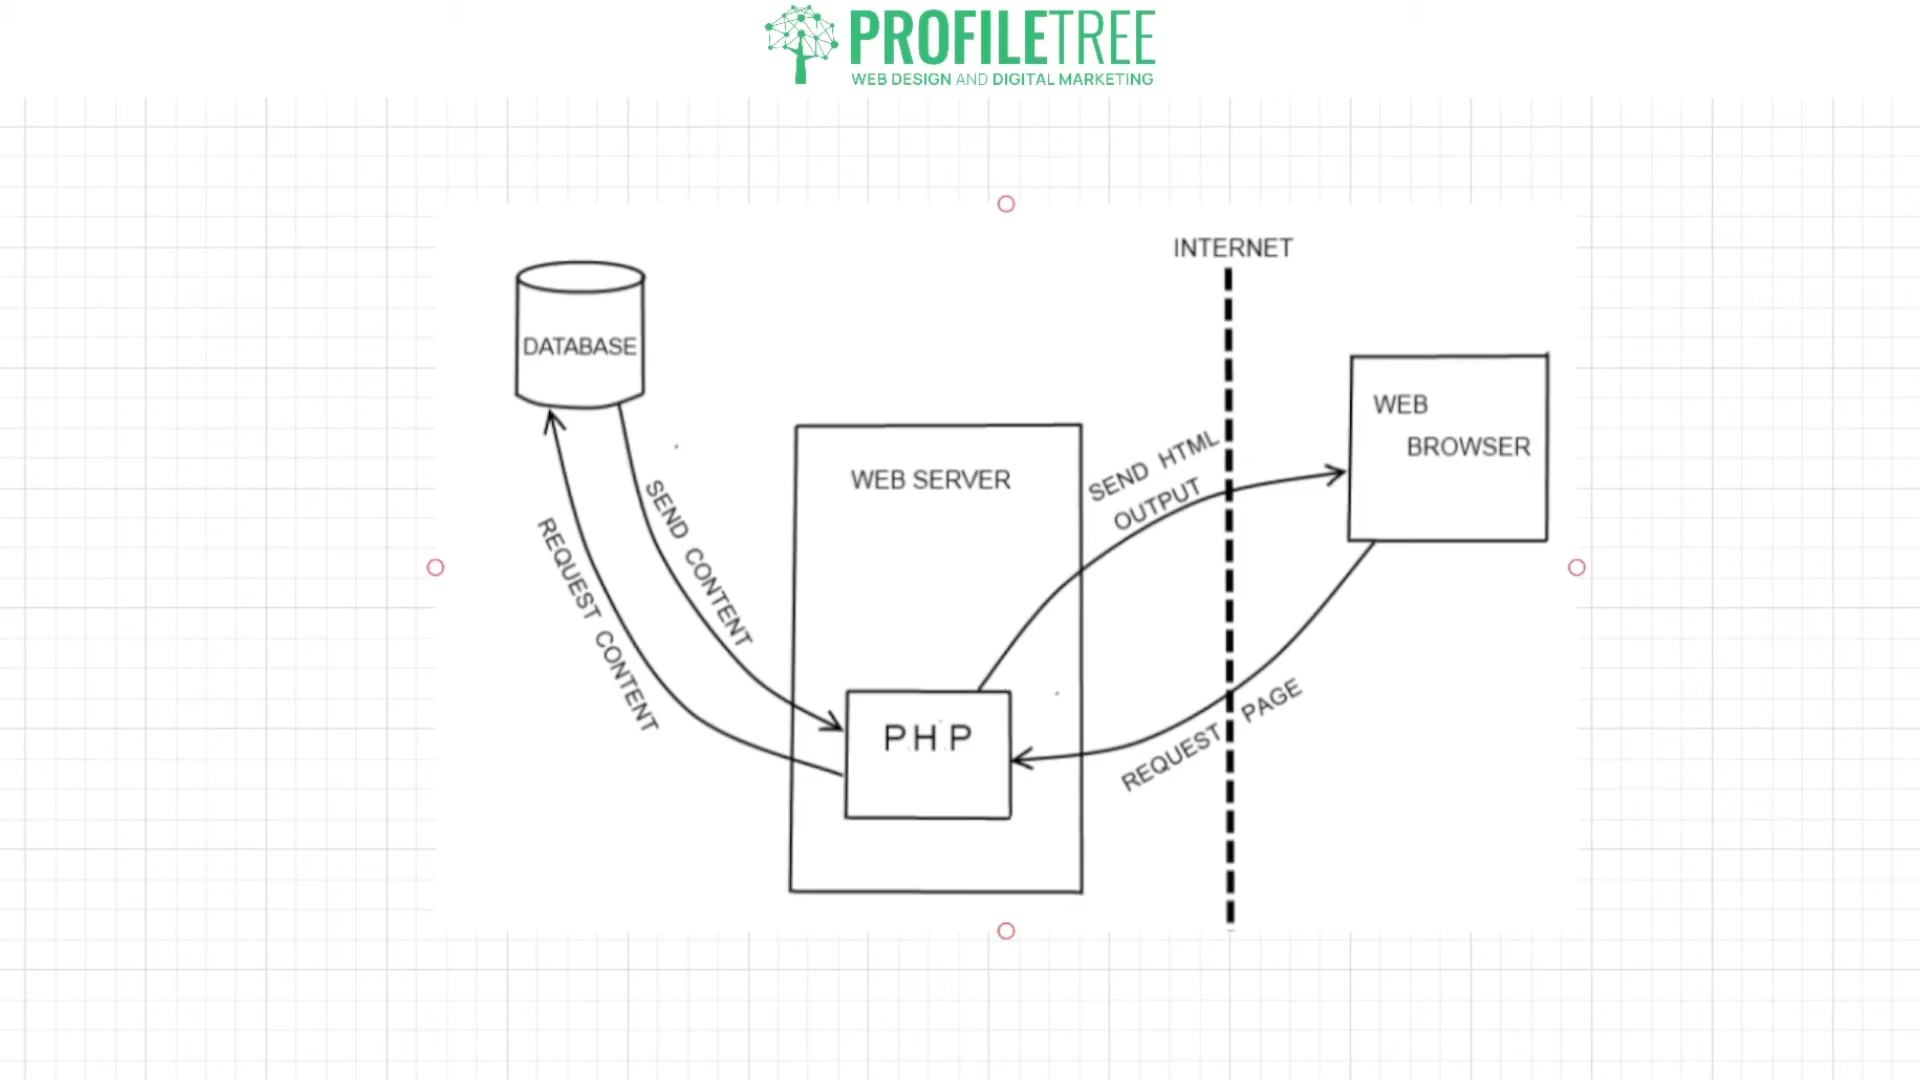 PROFILETREE
WEB DESIGN AND DIGITAL MARKETING
INTERNET
DATABASE
WEB
BROWSER
WEB SERVER
SEND HTML
OUTPUT
SEND CONTENT
REQUEST CONTENT
PHP
REQUEST PAGE